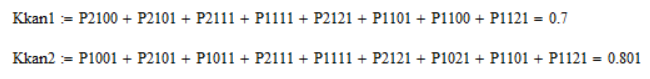 Kkan1 := P2100 + P2101 + P2111 + P1111 + P2121 + P1101 + P1100 + P1121 = 0.7
Kkan2 := P1001 + P2101 + P1011 + P2111 + P1111 + P2121 + P1021 + P1101 + P1121 = 0.801